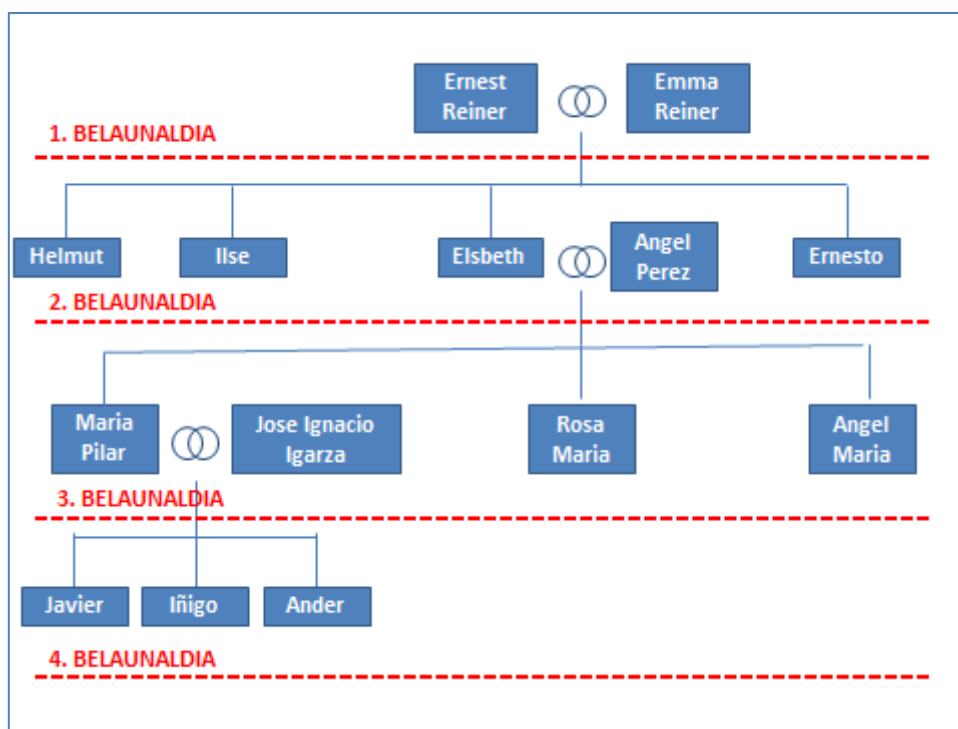 Ernest
Reiner
Emma
Reiner
1. BELAUNALDIA
Helmut
Ilse
Elsbeth
Angel
Perez
Ernesto
2. BELAUNALDIA
Maria
Pilar
Jose Ignacio
Igarza
Rosa
Maria
Angel
Maria
3. BELAUNALDIA
Javier
Iñigo
Ander
4. BELAUNALDIA